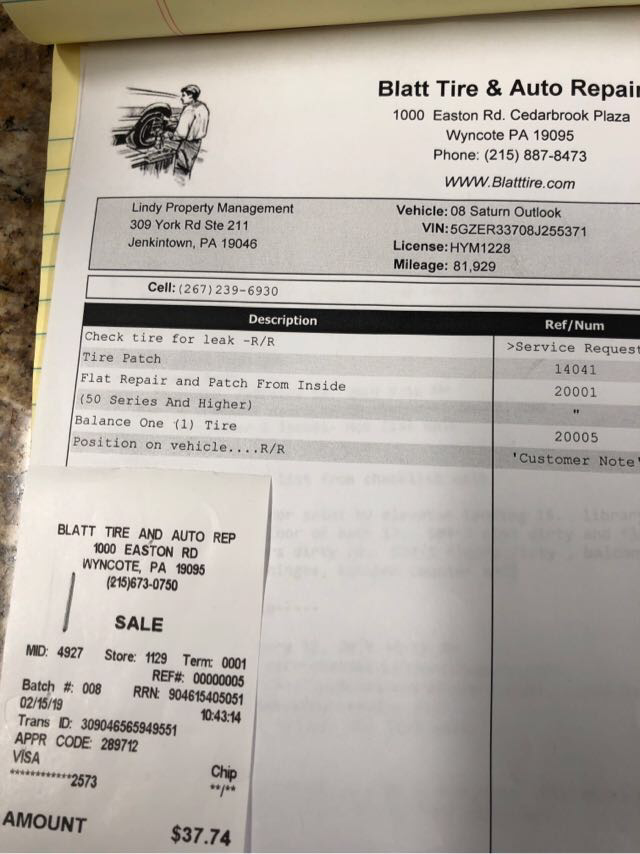 Blatt Tire & Auto Repair
1000 Easton Rd. Cedarbrook Plaza
Wyncote PA 19095
Phone: (215) 887-8473
WWW.Blatttire.com
Lindy Property Management
309 York Rd Ste 211
Jenkintown, PA 19046
Vehicle: 08 Saturn Outlook
VIN: 5GZER33708J255371
License: HYM1228
Mileage: 81,929
Cell: (267)239-6930
Description Ref/Num
Check tire for leak -R/R >Service Request
Tire Patch 14041
Flat Repair and Patch From Inside 20001
(50 Series And Higher) "
Balance One (1) Tire 20005
Position on vehicle....R/R 'Customer Note'
BLATT TIRE AND AUTO REP
1000 EASTON RD
WYNCOTE, PA 19095
(215)673-0750
SALE
MID: 4927 Store: 1129 Term: 0001
REF#: 00000005
Batch #: 008 RRN: 904615405051
02/15/19 10:43:14
Trans ID: 309046565949551
APPR CODE: 289712
VISA Chip
************2573 **/**
AMOUNT $37.74